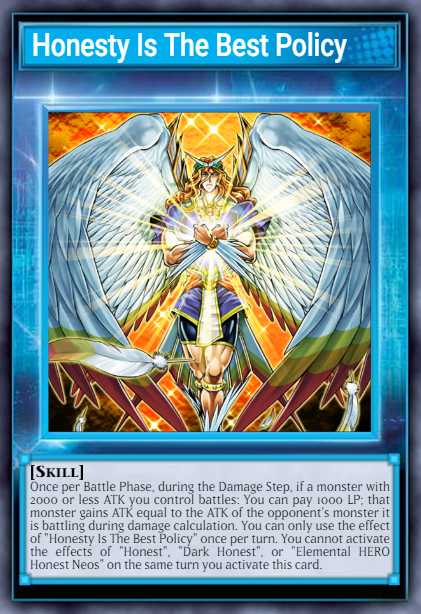 Honesty Is The Best Policy
[SKILL]
Once per Battle Phase, during the Damage Step, if a monster with
2000 or less ATK you control battles: You can pay 1000 LP; that
monster gains ATK equal to the ATK of the opponent's monster it
is battling during damage calculation. You can only use the effect
of "Honesty Is The Best Policy" once per turn. You cannot activate
the effects of "Honest", "Dark Honest", or "Elemental HERO
Honest Neos" on the same turn you activate this card.